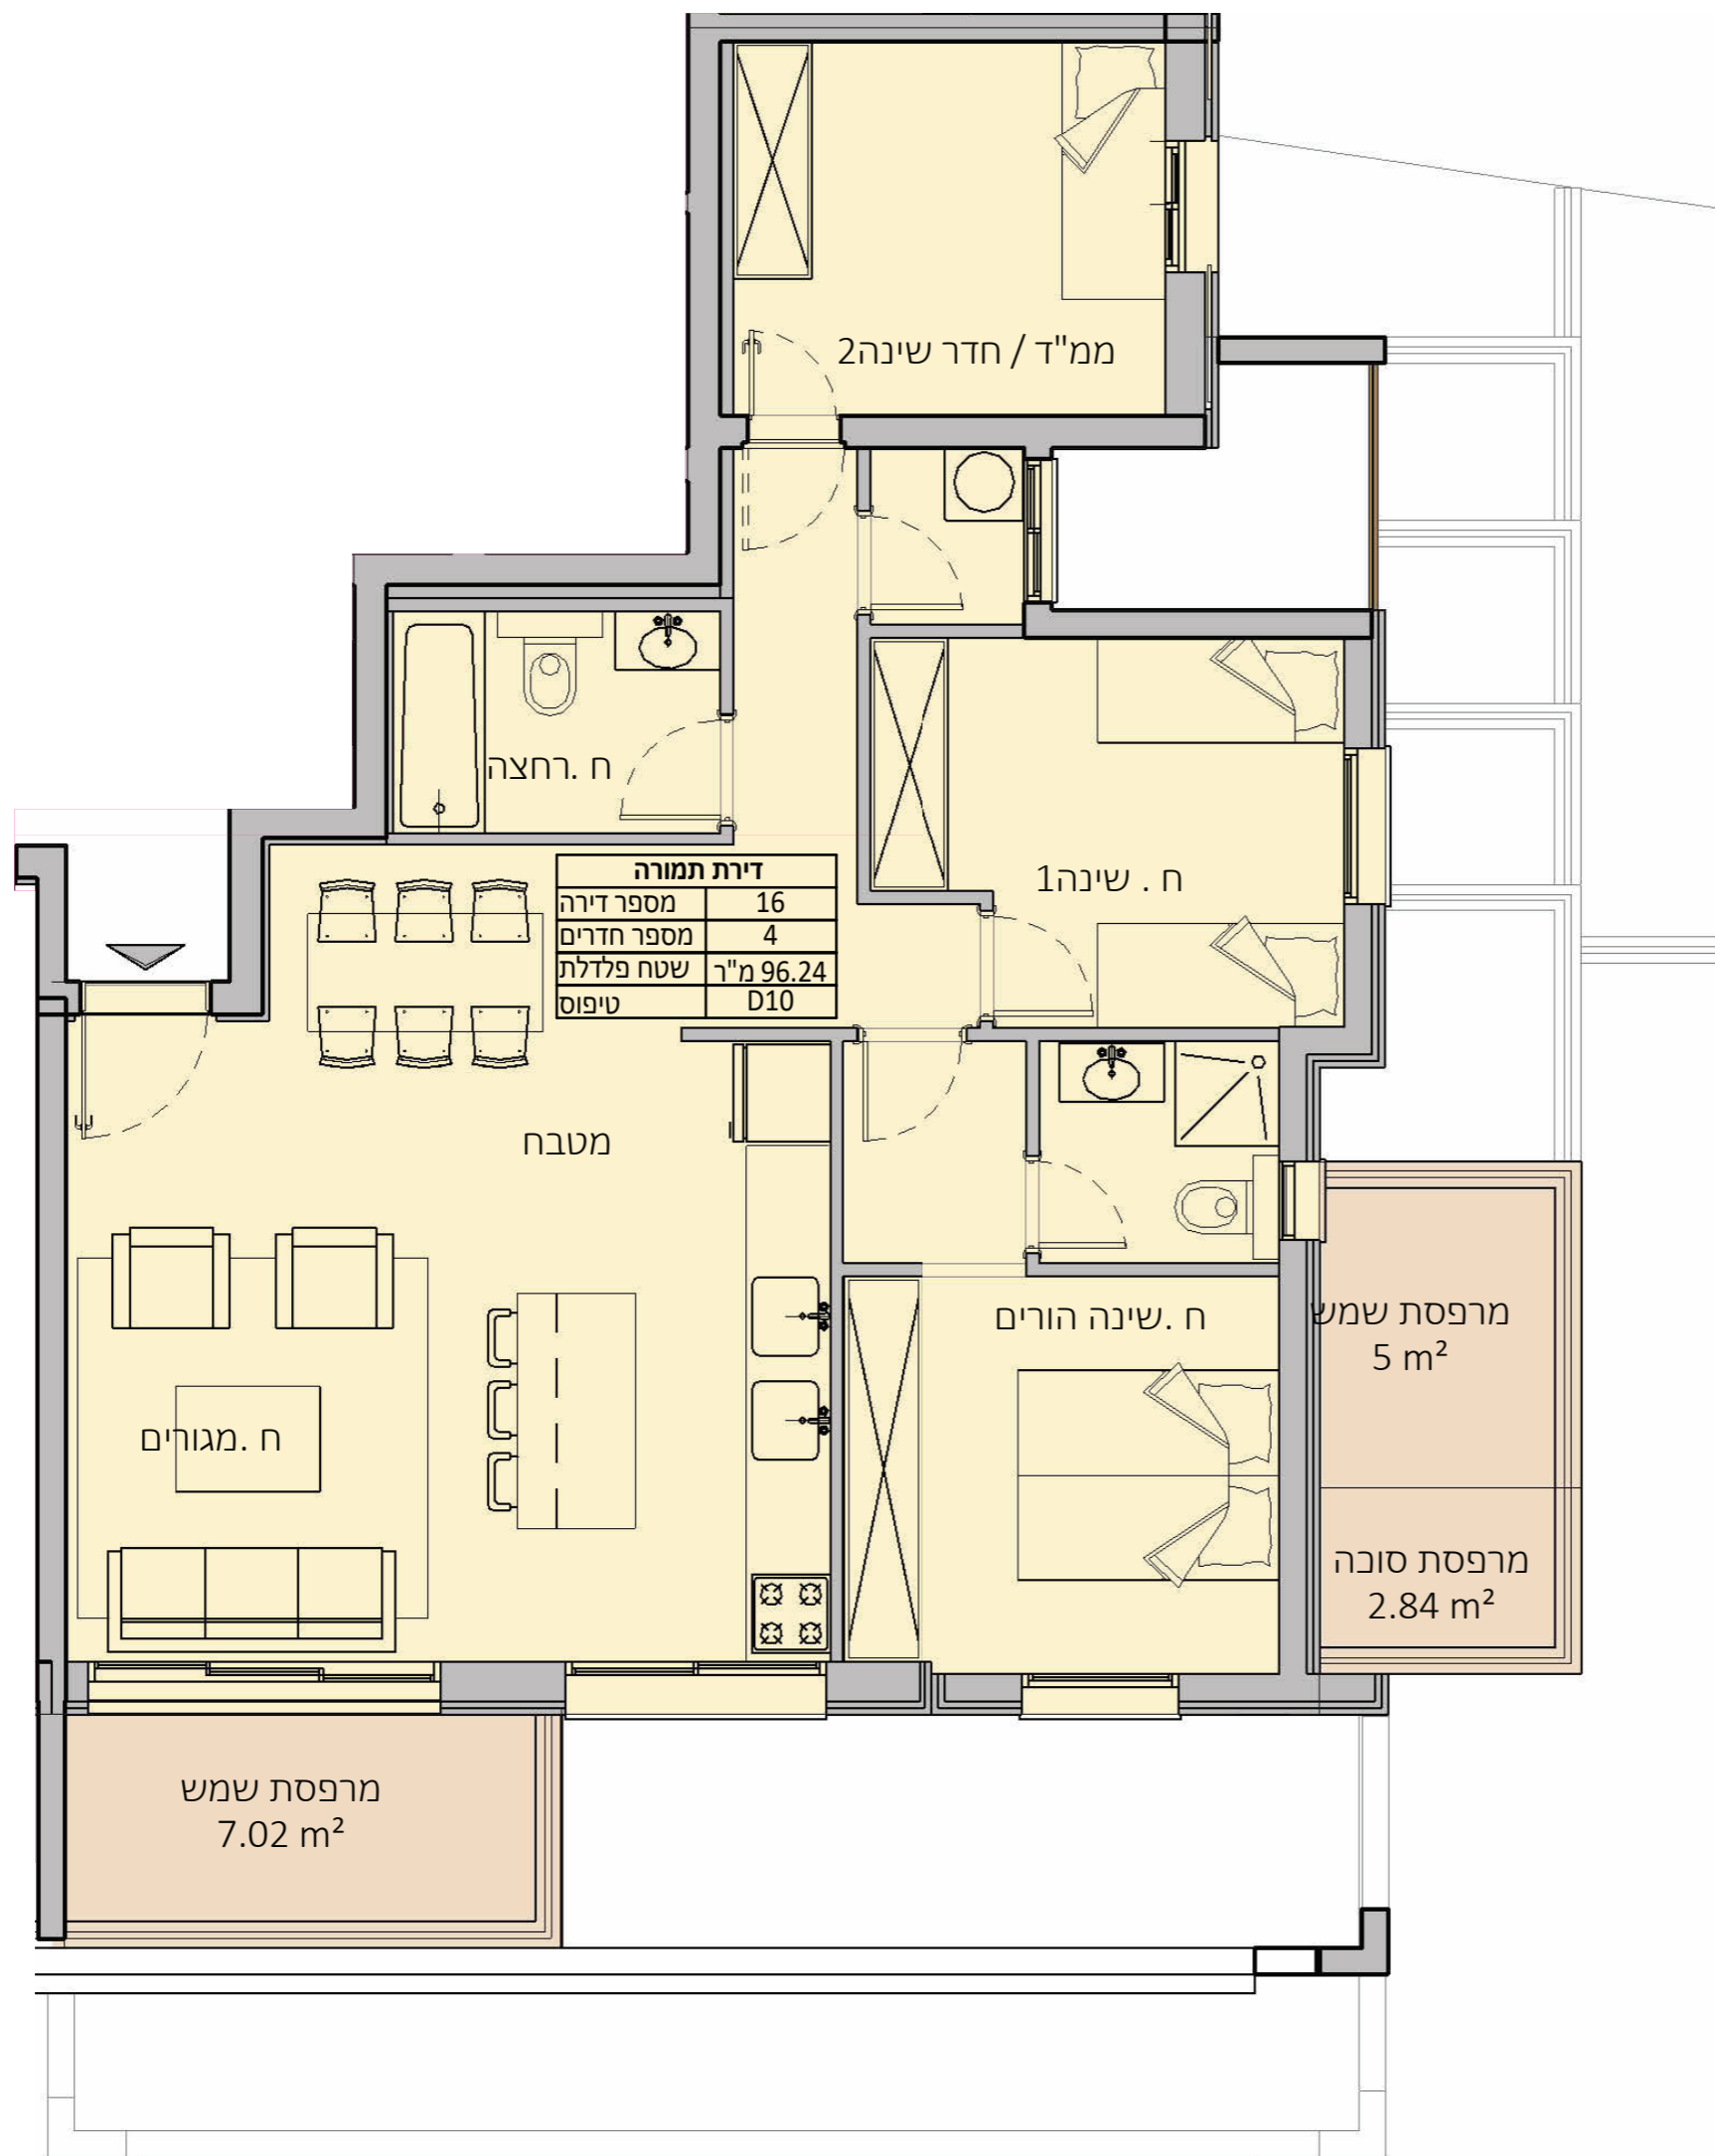 ממ"ד / חדר שינה2
ח .רחצה
ח . שינה1
דירת תמורה
מספר דירה 16
מספר חדרים 4
שטח פלדלת 96.24 מ"ר
טיפוס D10
מטבח
ח .שינה הורים
מרפסת שמש
5 m²
ח .מגורים
מרפסת סוכה
2.84 m²
מרפסת שמש
7.02 m²